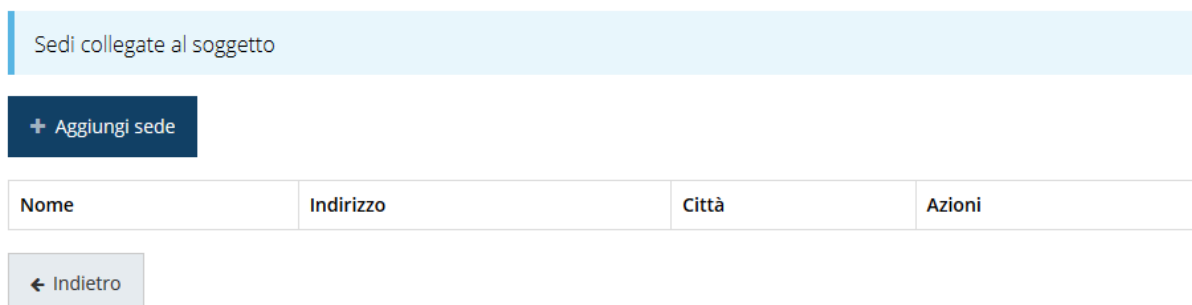 Sedi collegate al soggetto
+ Aggiungi sede
Nome Indirizzo Città Azioni
← Indietro